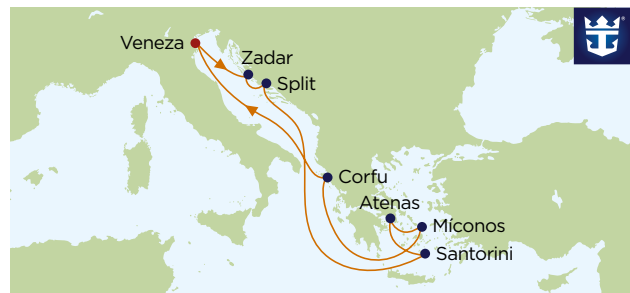 Veneza
Zadar
Split
Corfu
Atenas
Míconos
Santorini